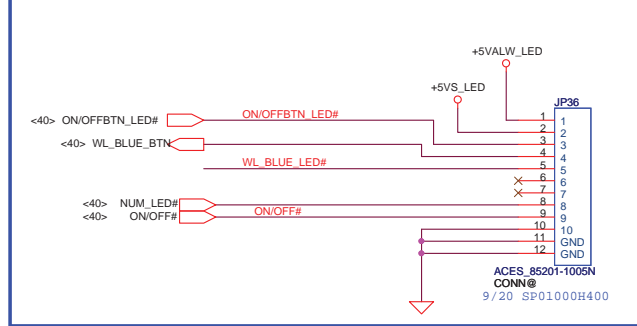 +5VALW_LED
+5VS_LED
JP36
<40> ON/OFFBTN_LED# ON/OFFBTN_LED#
<40> WL_BLUE_BTN
WL_BLUE_LED#
<40> NUM_LED#
<40> ON/OFF# ON/OFF#
1 1
2 2
3 3
4 4
5 5
6 6
7 7
8 8
9 9
10 10
11 GND
12 GND
ACES_85201-1005N
CONN@
9/20 SP01000H400